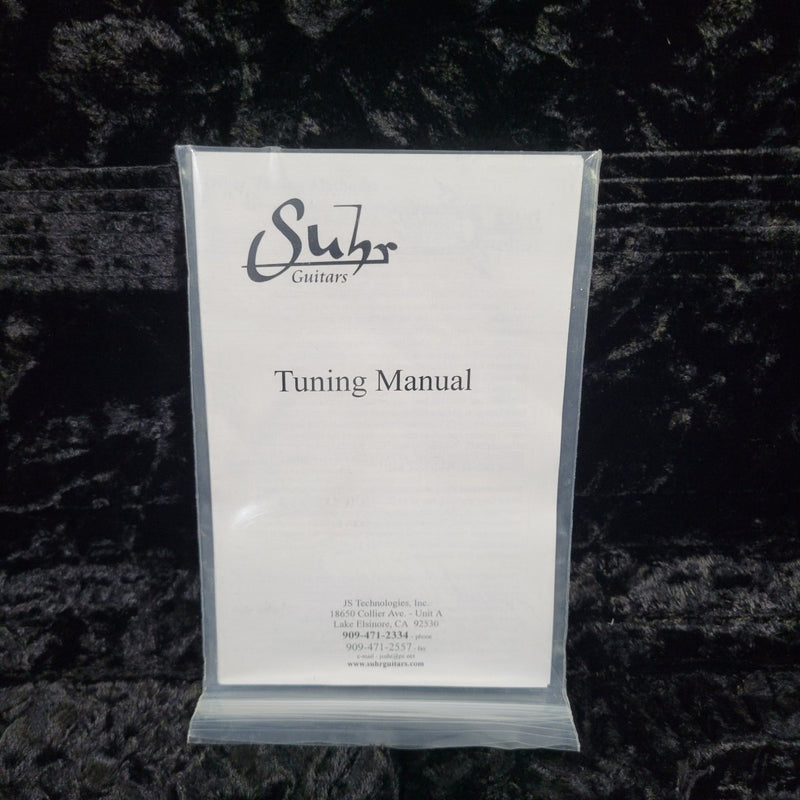 Suhr
Guitars
Tuning Manual
JS Technologies, Inc.
18650 Collier Ave. - Unit A
Lake Elsinore, CA 92530
909-471-2334 - phone
909-471-2557 - fax
e-mail -
www.suhrguitars.com